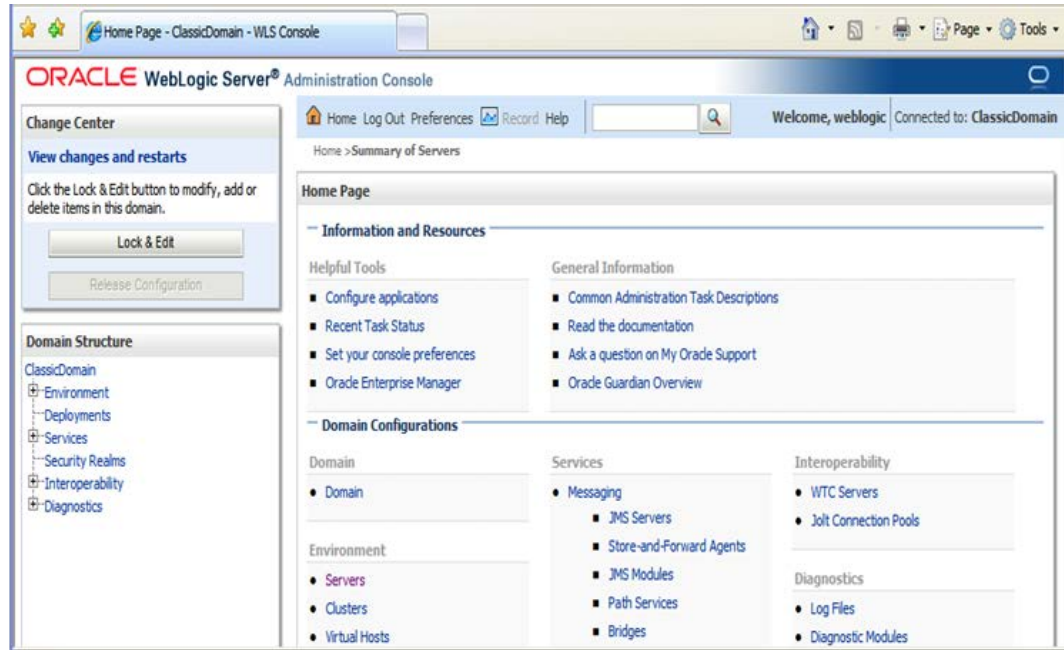 Home Page - ClassicDomain - WLS Console
Page
Tools
ORACLE WebLogic Server® Administration Console
Change Center
View changes and restarts
Click the Lock & Edit button to modify, add or
delete items in this domain.
Lock & Edit
Release Configuration
Domain Structure
ClassicDomain
Environment
Deployments
Services
Security Realms
Interoperability
Diagnostics
Home Log Out Preferences Record Help
Welcome, weblogic Connected to: ClassicDomain
Home >Summary of Servers
Home Page
Information and Resources
Helpful Tools
Configure applications
Recent Task Status
Set your console preferences
Oracle Enterprise Manager
General Information
Common Administration Task Descriptions
Read the documentation
Ask a question on My Oracle Support
Oracle Guardian Overview
Domain Configurations
Domain
Domain
Environment
Servers
Clusters
Virtual Hosts
Services
Messaging
JMS Servers
Store-and-Forward Agents
JMS Modules
Path Services
Bridges
Interoperability
WTC Servers
Jolt Connection Pools
Diagnostics
Log Files
Diagnostic Modules